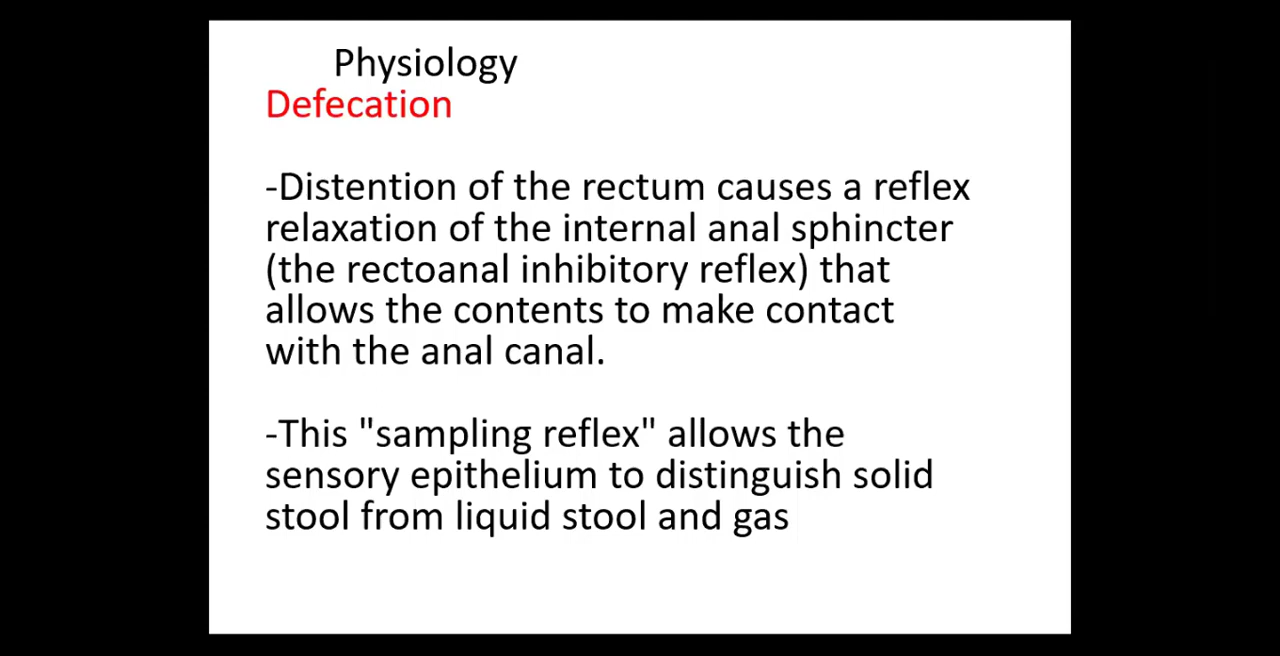 Physiology
Defecation
-Distention of the rectum causes a reflex
relaxation of the internal anal sphincter
(the rectoanal inhibitory reflex) that
allows the contents to make contact
with the anal canal.
-This "sampling reflex" allows the
sensory epithelium to distinguish solid
stool from liquid stool and gas